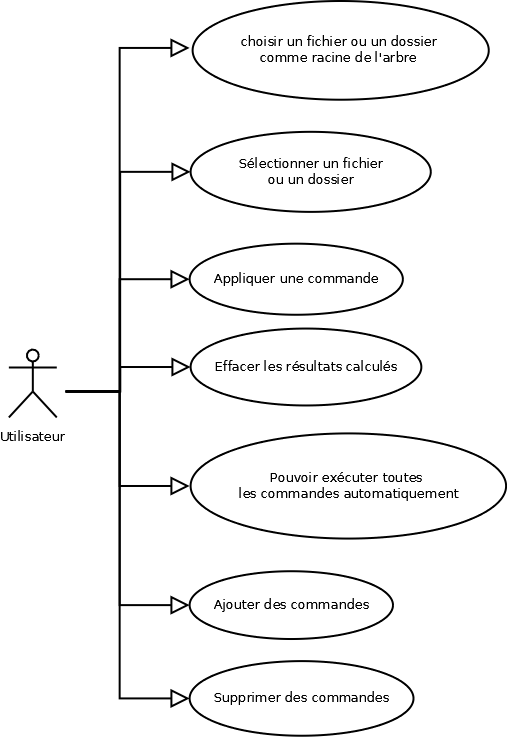 choisir un fichier ou un dossier
comme racine de l'arbre
Sélectionner un fichier
ou un dossier
Appliquer une commande
Effacer les résultats calculés
Utilisateur
Pouvoir exécuter toutes
les commandes automatiquement
Ajouter des commandes
Supprimer des commandes